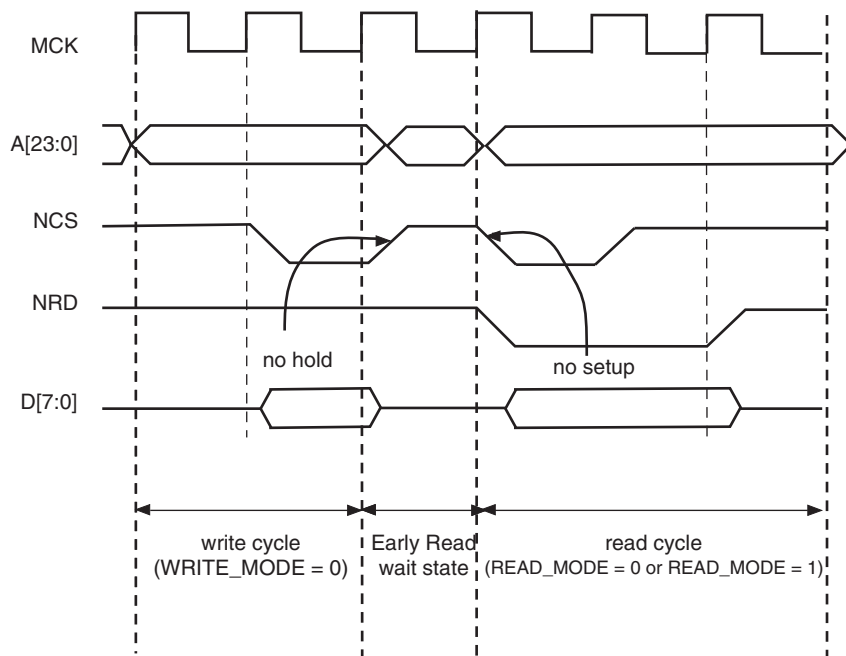 MCK
A[23:0]
NCS
NRD
no hold
no setup
D[7:0]
write cycle
(WRITE_MODE = 0)
Early Read
wait state
read cycle
(READ_MODE = 0 or READ_MODE = 1)